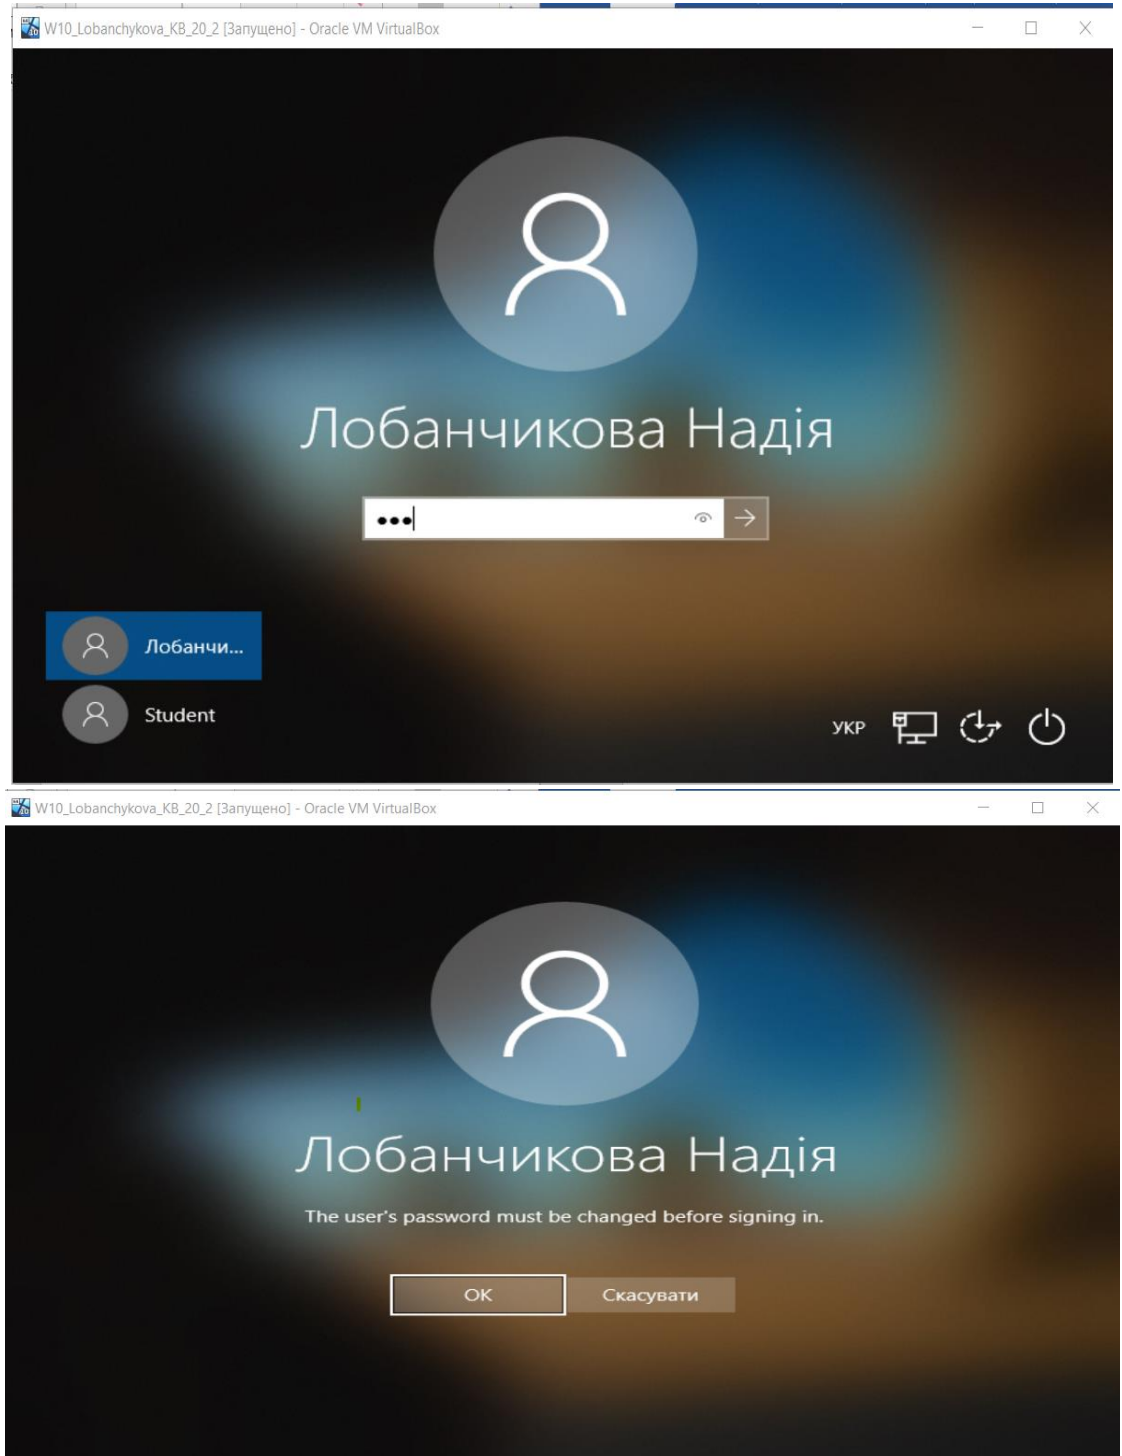 W10_Lobanchykova_KB_20_2 [Запущено] - Oracle VM VirtualBox
Лобанчикова Надія
Лобанчи...
Student
УКР
W10_Lobanchykova_KB_20_2 [Запущено] - Oracle VM VirtualBox
Лобанчикова Надія
The user's password must be changed before signing in.
OK Скасувати